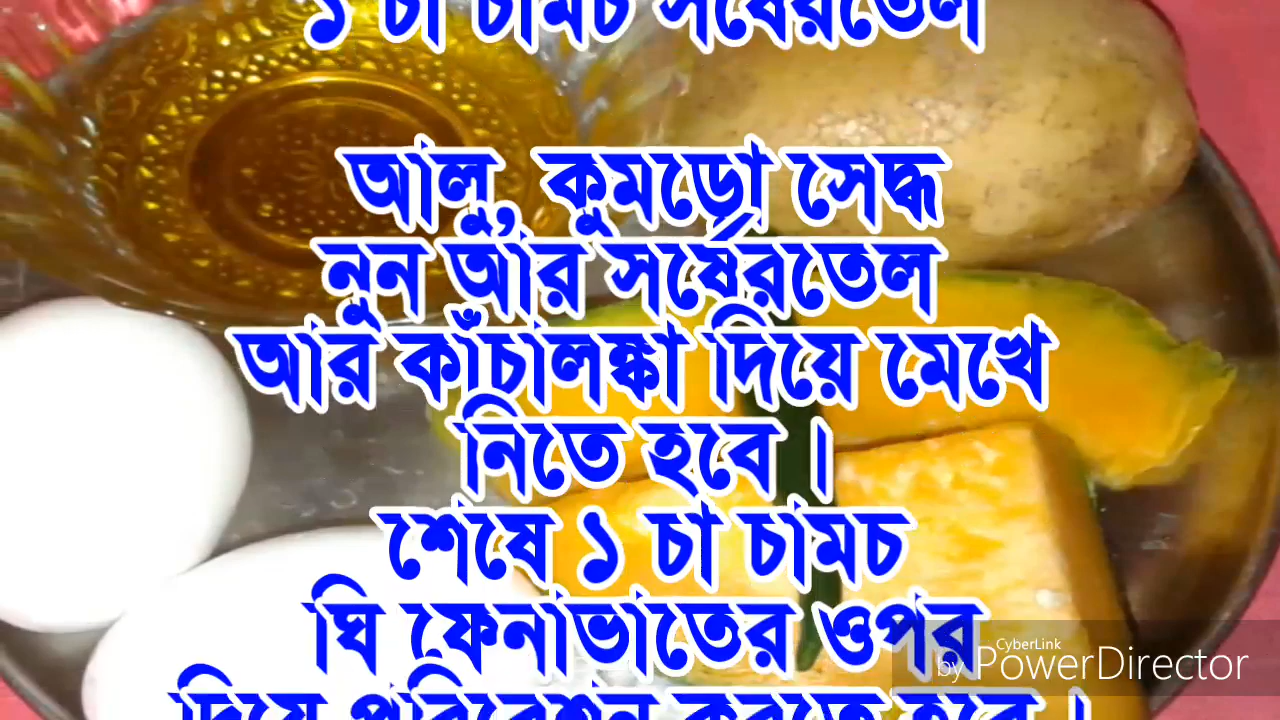 ১ চা চামচ সর্ষেরতেল
আলু, কুমড়ো সেদ্ধ
নুন আর সর্ষেরতেল
আর কাঁচালঙ্কা দিয়ে মেখে
নিতে হবে ।
শেষে ১ চা চামচ
ঘি ফেনাভাতের ওপর
দিয়ে পরিবেশন করতে হবে ।
CyberLink
by PowerDirector